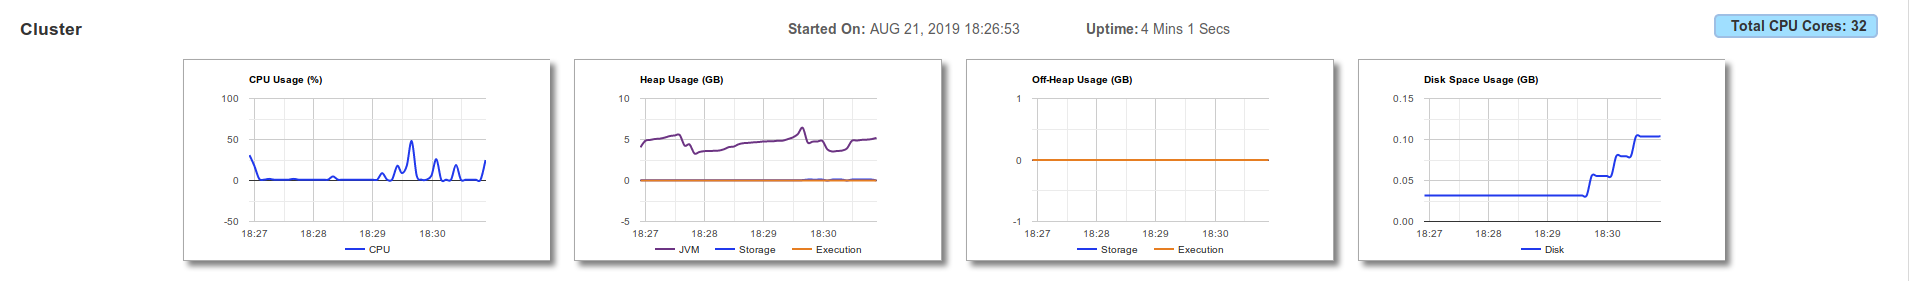 Cluster
Started On: AUG 21, 2019 18:26:53
Uptime: 4 Mins 1 Secs
Total CPU Cores: 32
CPU Usage (%)
100
50
0
-50
18:27 18:28 18:29 18:30
CPU
Heap Usage (GB)
10
5
0
-5
18:27 18:28 18:29 18:30
JVM Storage Execution
Off-Heap Usage (GB)
1
0
-1
18:27 18:28 18:29 18:30
Storage Execution
Disk Space Usage (GB)
0.15
0.10
0.05
0.00
18:27 18:28 18:29 18:30
Disk